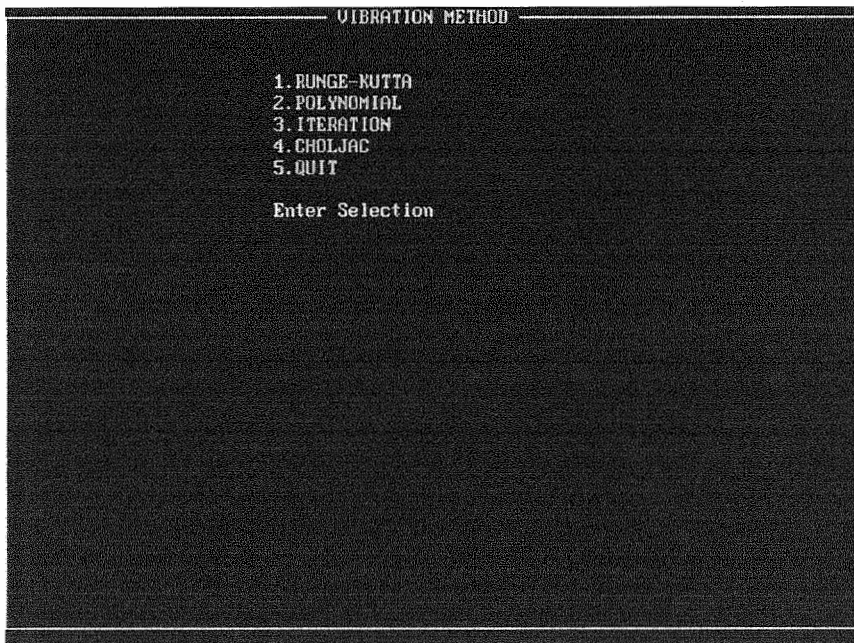 VIBRATION METHOD
1.RUNGE-KUTTA
2.POLYNOMIAL
3.ITERATION
4.CHOLJAC
5.QUIT
Enter Selection